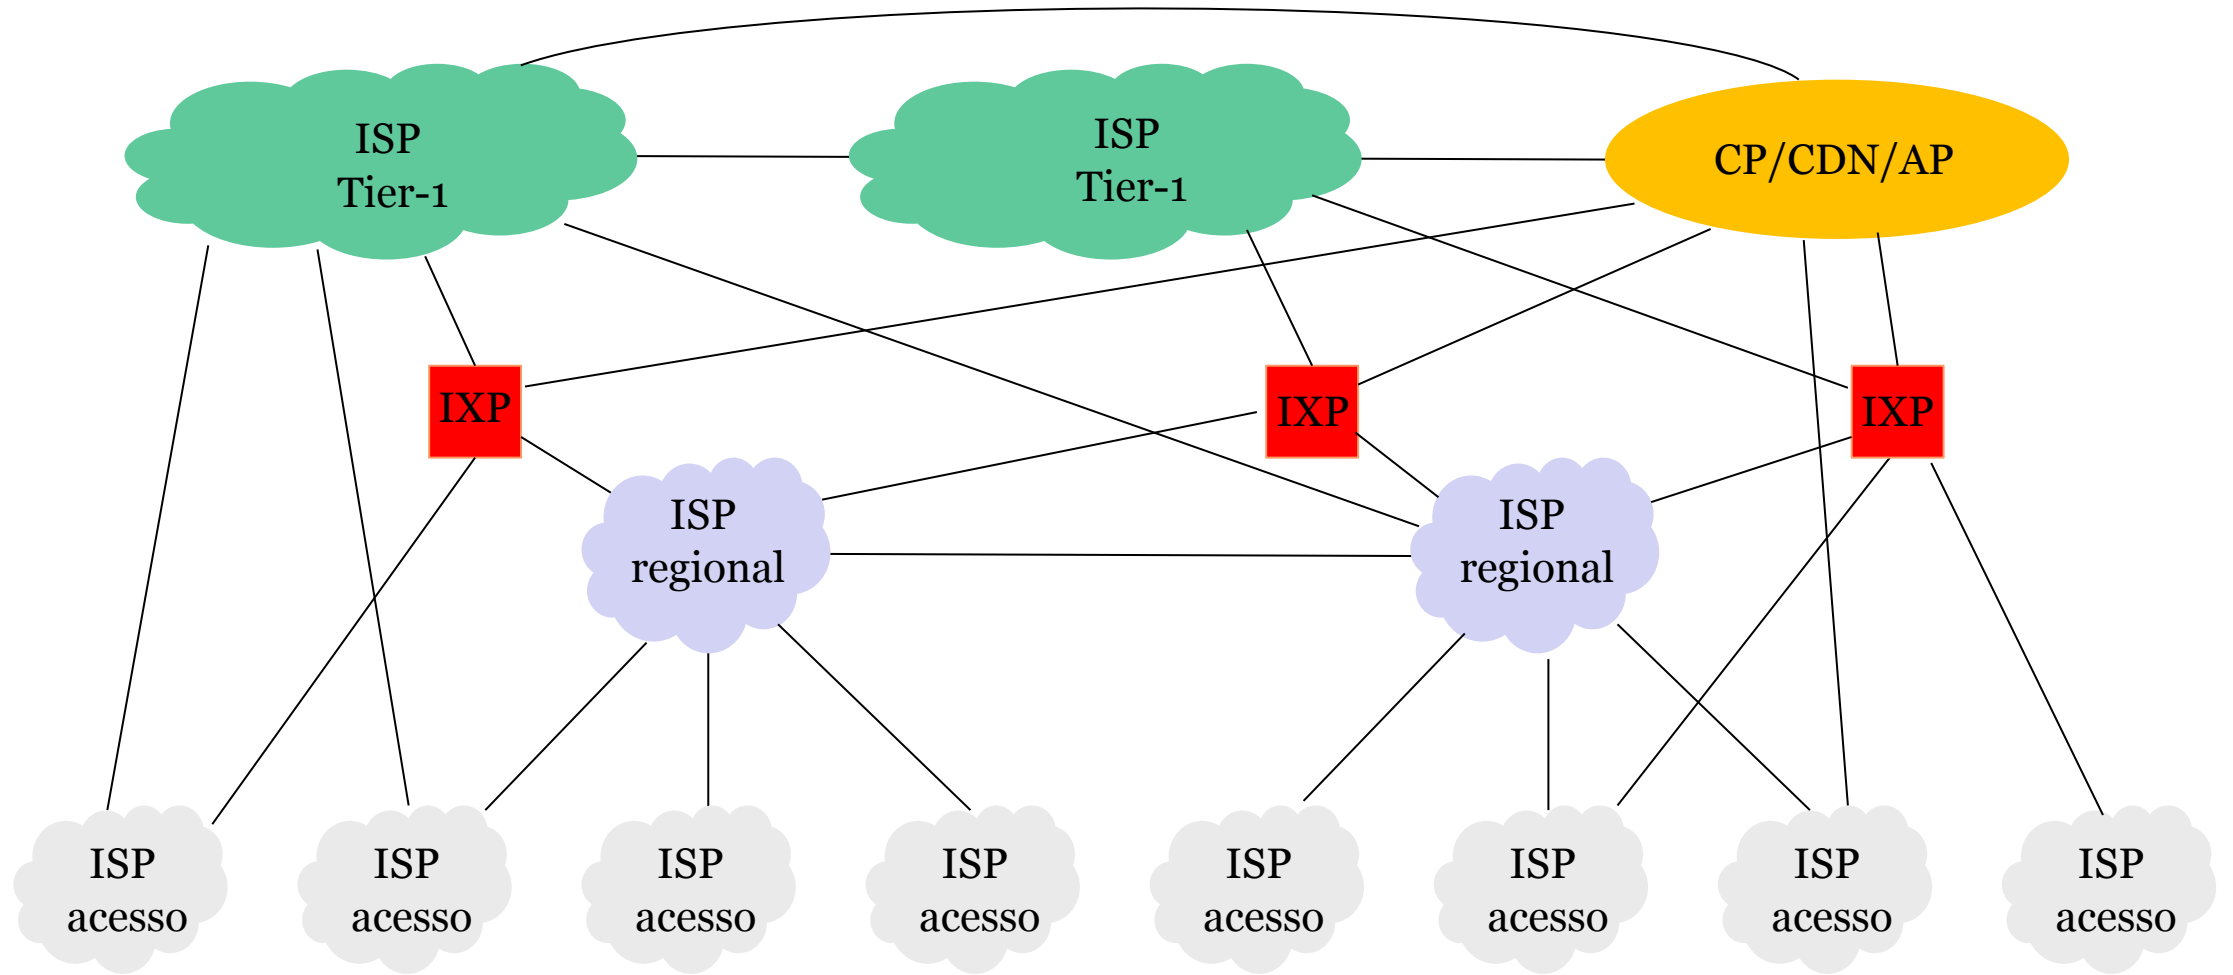 ISP
Tier-1
ISP
Tier-1
CP/CDN/AP
IXP
IXP
IXP
ISP
regional
ISP
regional
ISP
acesso
ISP
acesso
ISP
acesso
ISP
acesso
ISP
acesso
ISP
acesso
ISP
acesso
ISP
acesso